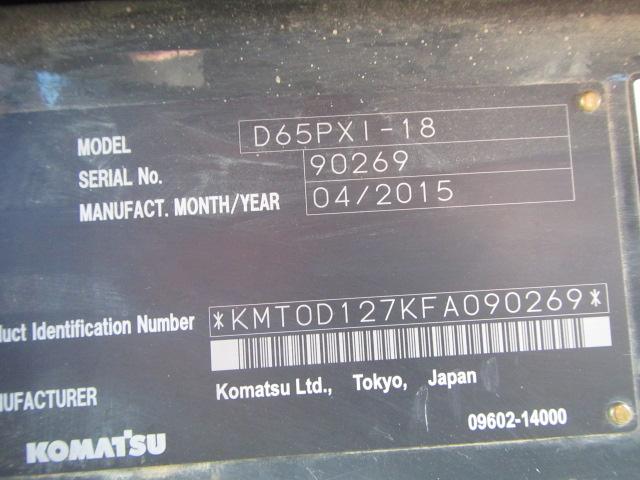 MODEL D65PXI-18
SERIAL No. 90269
MANUFACT. MONTH/YEAR 04/2015
duct Identification Number *KMT0D127KFA090269*
NUFACTURER Komatsu Ltd., Tokyo, Japan
KOMATSU 09602-14000